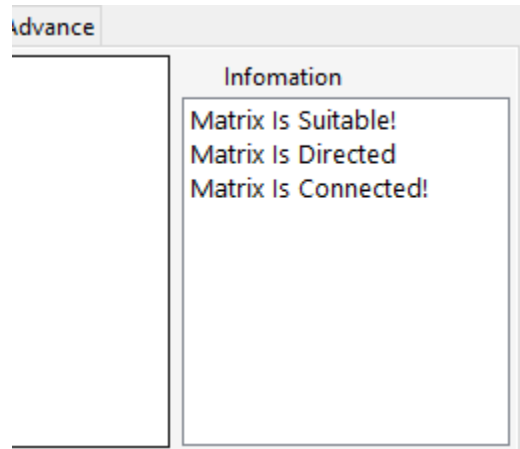 Advance
Infomation
Matrix Is Suitable!
Matrix Is Directed
Matrix Is Connected!